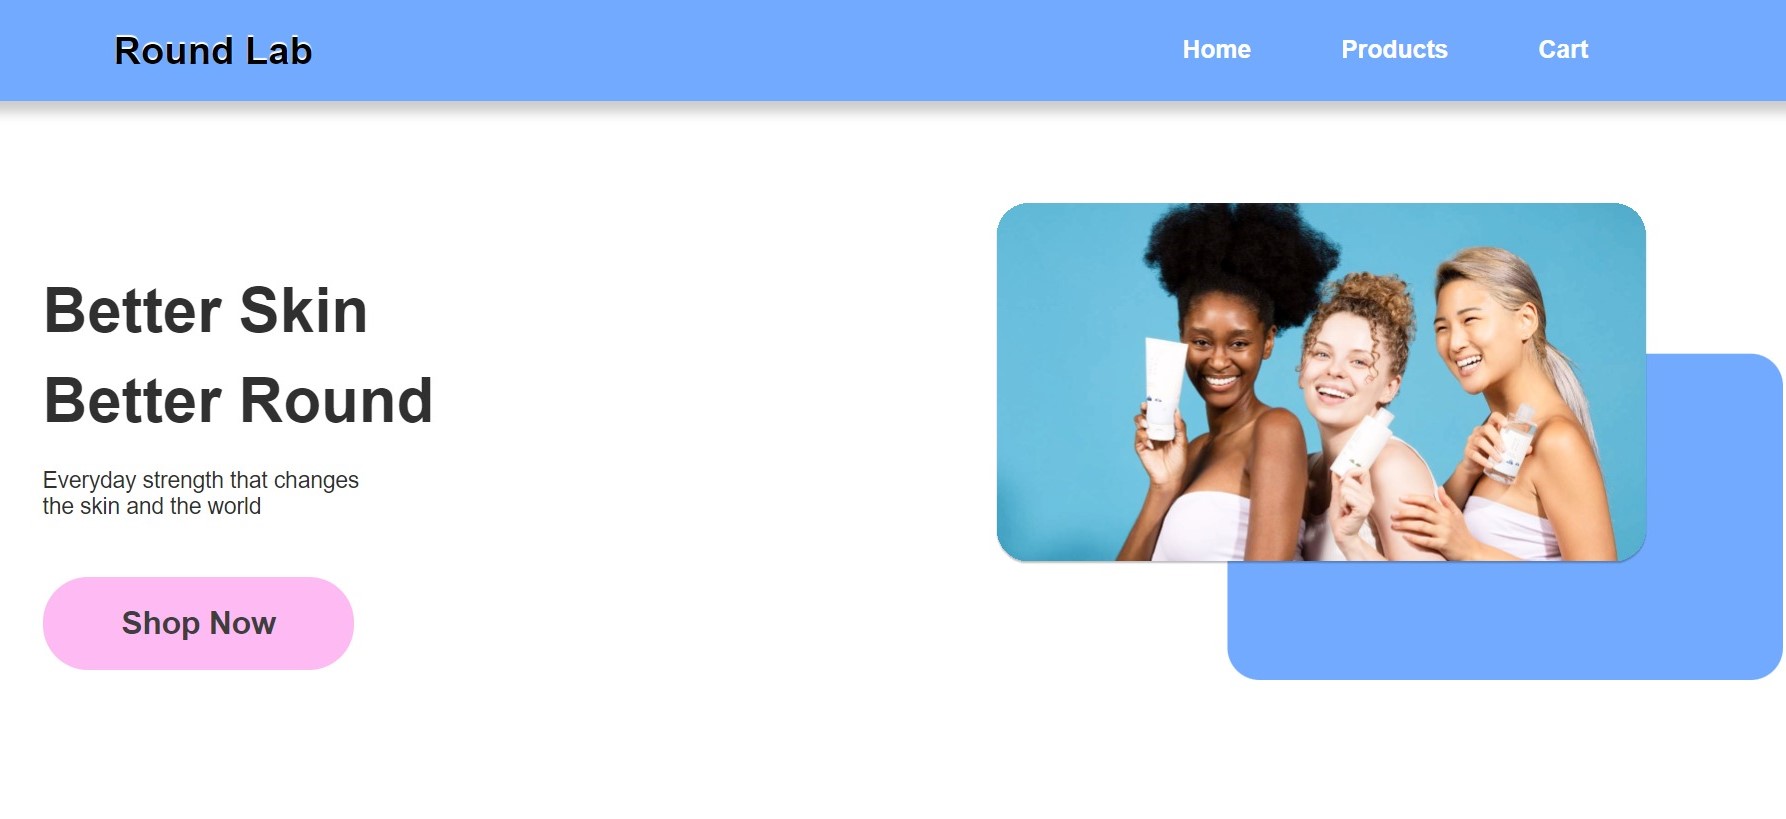 Round Lab
Home Products Cart
Better Skin
Better Round
Everyday strength that changes
the skin and the world
Shop Now